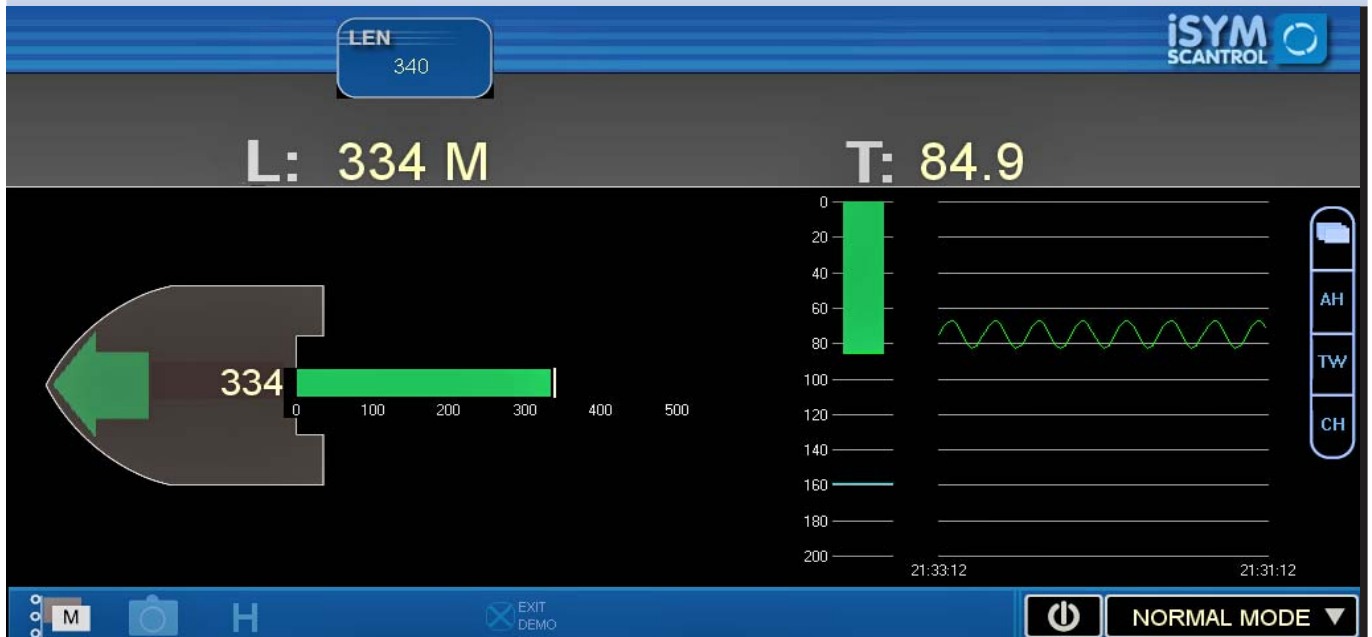 LEN
340
iSYM
SCANTROL
L: 334 M
T: 84.9
334
0 100 200 300 400 500
0
20
40
60
80
100
120
140
160
180
200
21:33:12 21:31:12
AH
TW
CH
M
H
EXIT
DEMO
NORMAL MODE